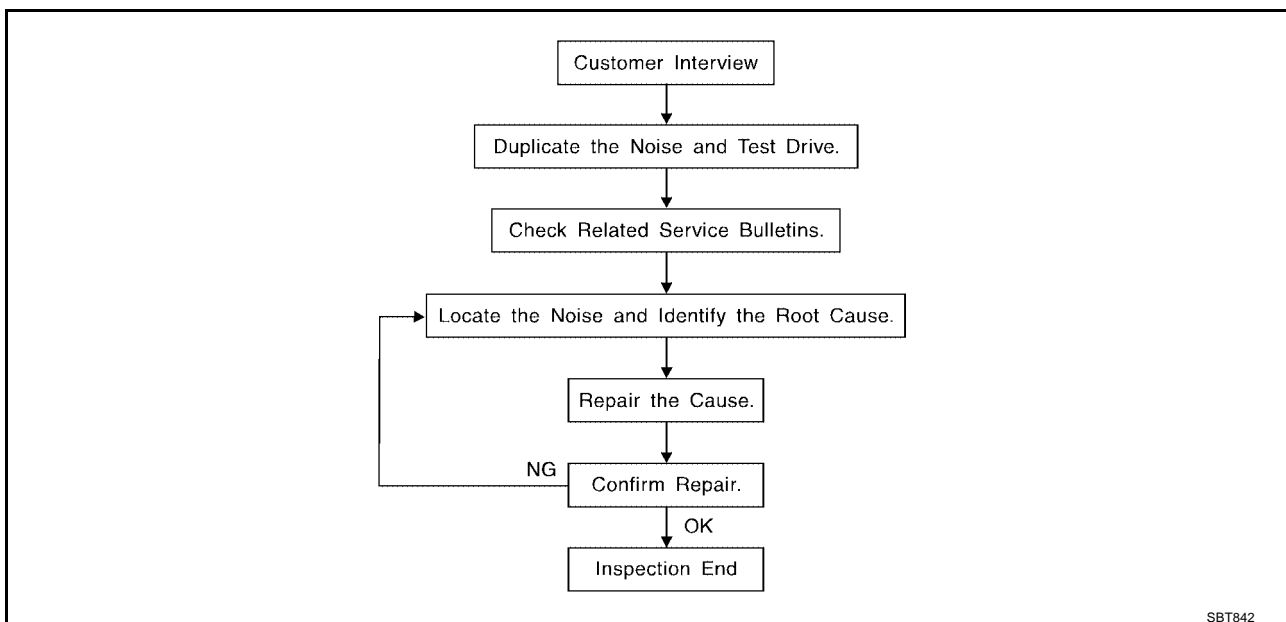 Customer Interview
Duplicate the Noise and Test Drive.
Check Related Service Bulletins.
Locate the Noise and Identify the Root Cause.
Repair the Cause.
NG
Confirm Repair.
OK
Inspection End
SBT842